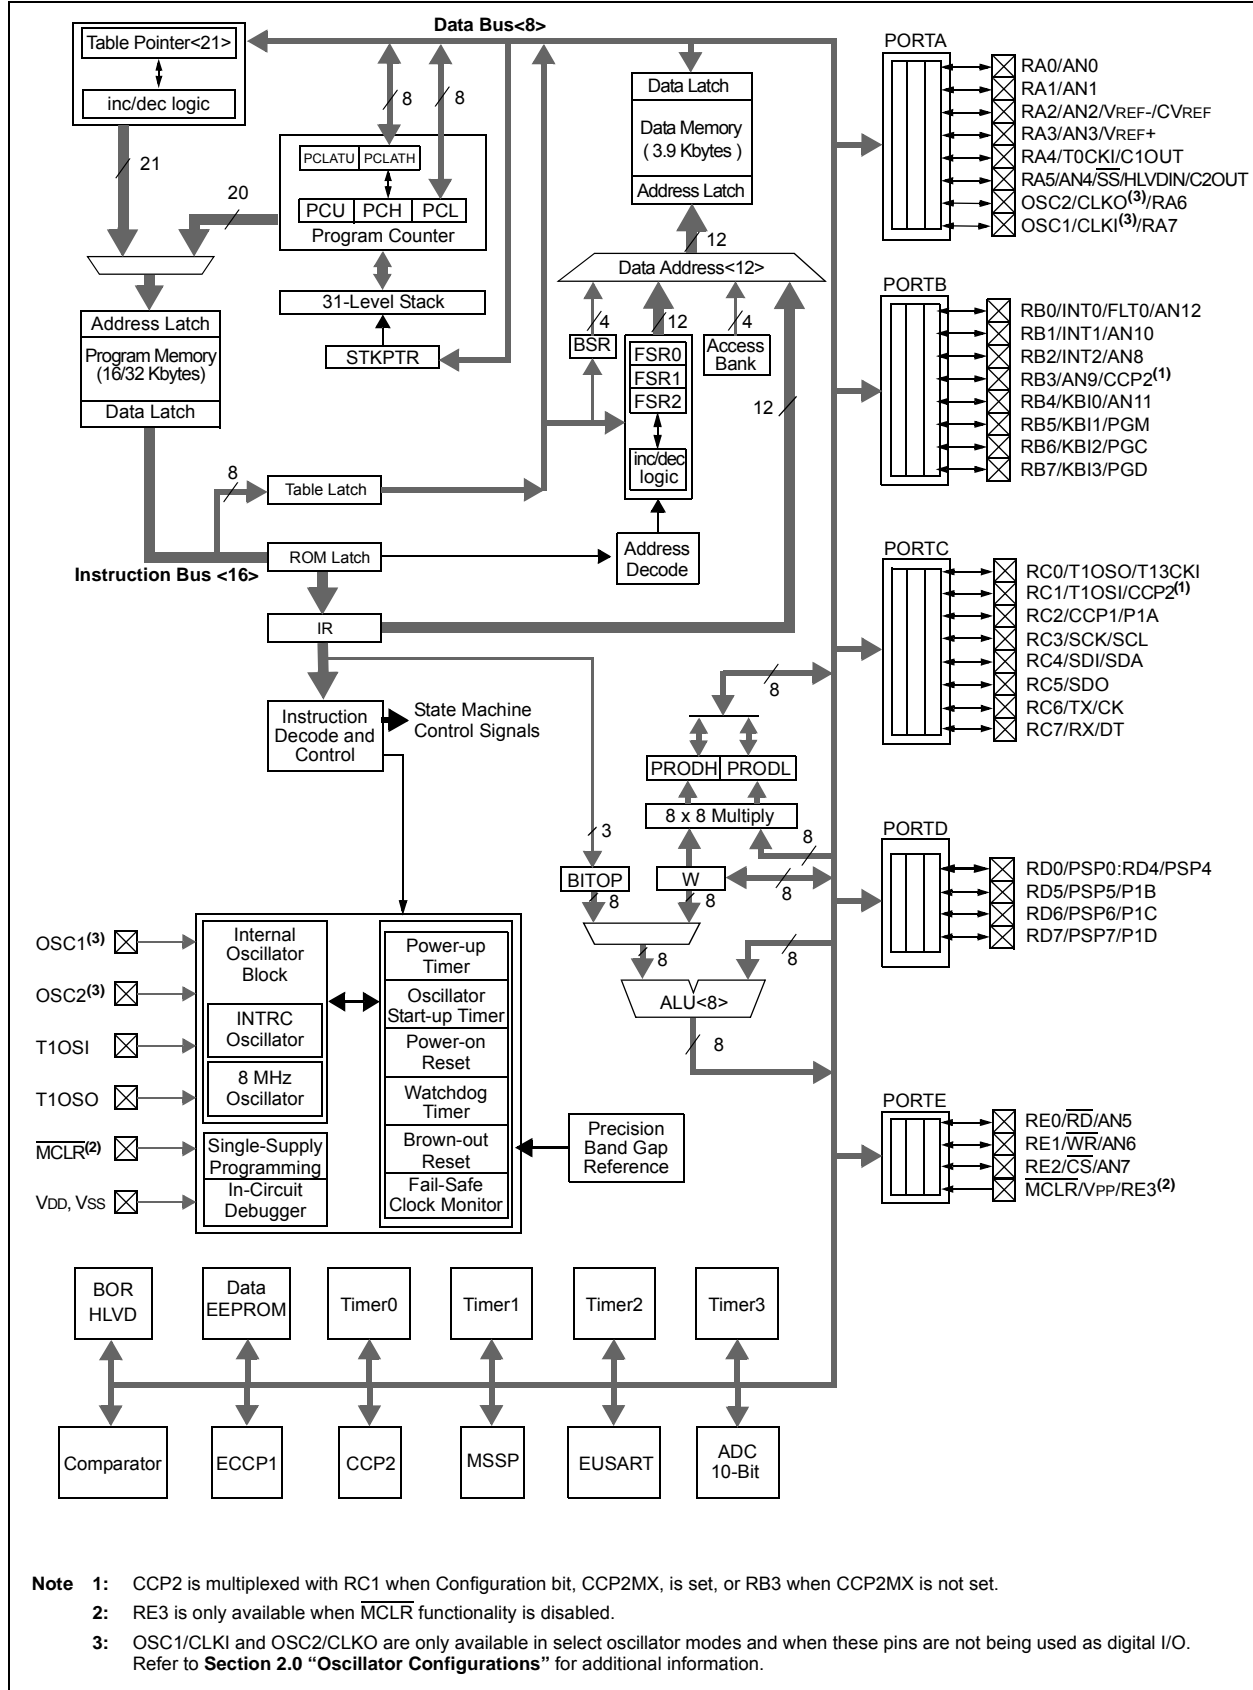 Data Bus<8>
Table Pointer<21>
inc/dec logic
21
20
8
8
PCLATU PCLATH
PCU PCH PCL
Program Counter
31-Level Stack
STKPTR
Address Latch
Program Memory
(16/32 Kbytes)
Data Latch
Data Latch
Data Memory
( 3.9 Kbytes )
Address Latch
12
Data Address<12>
4
12
4
BSR
FSR0
FSR1
FSR2
inc/dec
logic
Access
Bank
12
8
Table Latch
ROM Latch
Instruction Bus <16>
Address
Decode
IR
Instruction
Decode and
Control
State Machine
Control Signals
8
PRODH PRODL
8 x 8 Multiply
3
8
BITOP
W
8
8
8
8
8
ALU<8>
8
OSC1(3)
OSC2(3)
T1OSI
T1OSO
MCLR(2)
VDD, VSS
Internal
Oscillator
Block
INTRC
Oscillator
8 MHz
Oscillator
Single-Supply
Programming
In-Circuit
Debugger
Power-up
Timer
Oscillator
Start-up Timer
Power-on
Reset
Watchdog
Timer
Brown-out
Reset
Fail-Safe
Clock Monitor
Precision
Band Gap
Reference
PORTA
RA0/AN0
RA1/AN1
RA2/AN2/VREF-/CVREF
RA3/AN3/VREF+
RA4/T0CKI/C1OUT
RA5/AN4/SS/HLVDIN/C2OUT
OSC2/CLKO(3)/RA6
OSC1/CLKI(3)/RA7
PORTB
RB0/INT0/FLT0/AN12
RB1/INT1/AN10
RB2/INT2/AN8
RB3/AN9/CCP2(1)
RB4/KBI0/AN11
RB5/KBI1/PGM
RB6/KBI2/PGC
RB7/KBI3/PGD
PORTC
RC0/T1OSO/T13CKI
RC1/T1OSI/CCP2(1)
RC2/CCP1/P1A
RC3/SCK/SCL
RC4/SDI/SDA
RC5/SDO
RC6/TX/CK
RC7/RX/DT
PORTD
RD0/PSP0:RD4/PSP4
RD5/PSP5/P1B
RD6/PSP6/P1C
RD7/PSP7/P1D
PORTE
RE0/RD/AN5
RE1/WR/AN6
RE2/CS/AN7
MCLR/VPP/RE3(2)
BOR
HLVD
Data
EEPROM
Timer0
Timer1
Timer2
Timer3
Comparator
ECCP1
CCP2
MSSP
EUSART
ADC
10-Bit
Note 1: CCP2 is multiplexed with RC1 when Configuration bit, CCP2MX, is set, or RB3 when CCP2MX is not set.
2: RE3 is only available when MCLR functionality is disabled.
3: OSC1/CLKI and OSC2/CLKO are only available in select oscillator modes and when these pins are not being used as digital I/O.
Refer to Section 2.0 “Oscillator Configurations” for additional information.